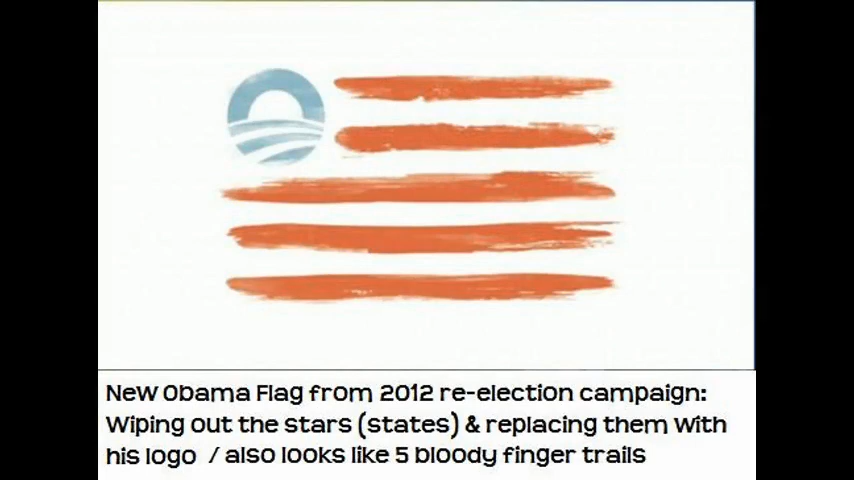 New Obama Flag from 2012 re-election campaign:
Wiping out the stars (states) & replacing them with
his logo / also looks like 5 bloody finger trails